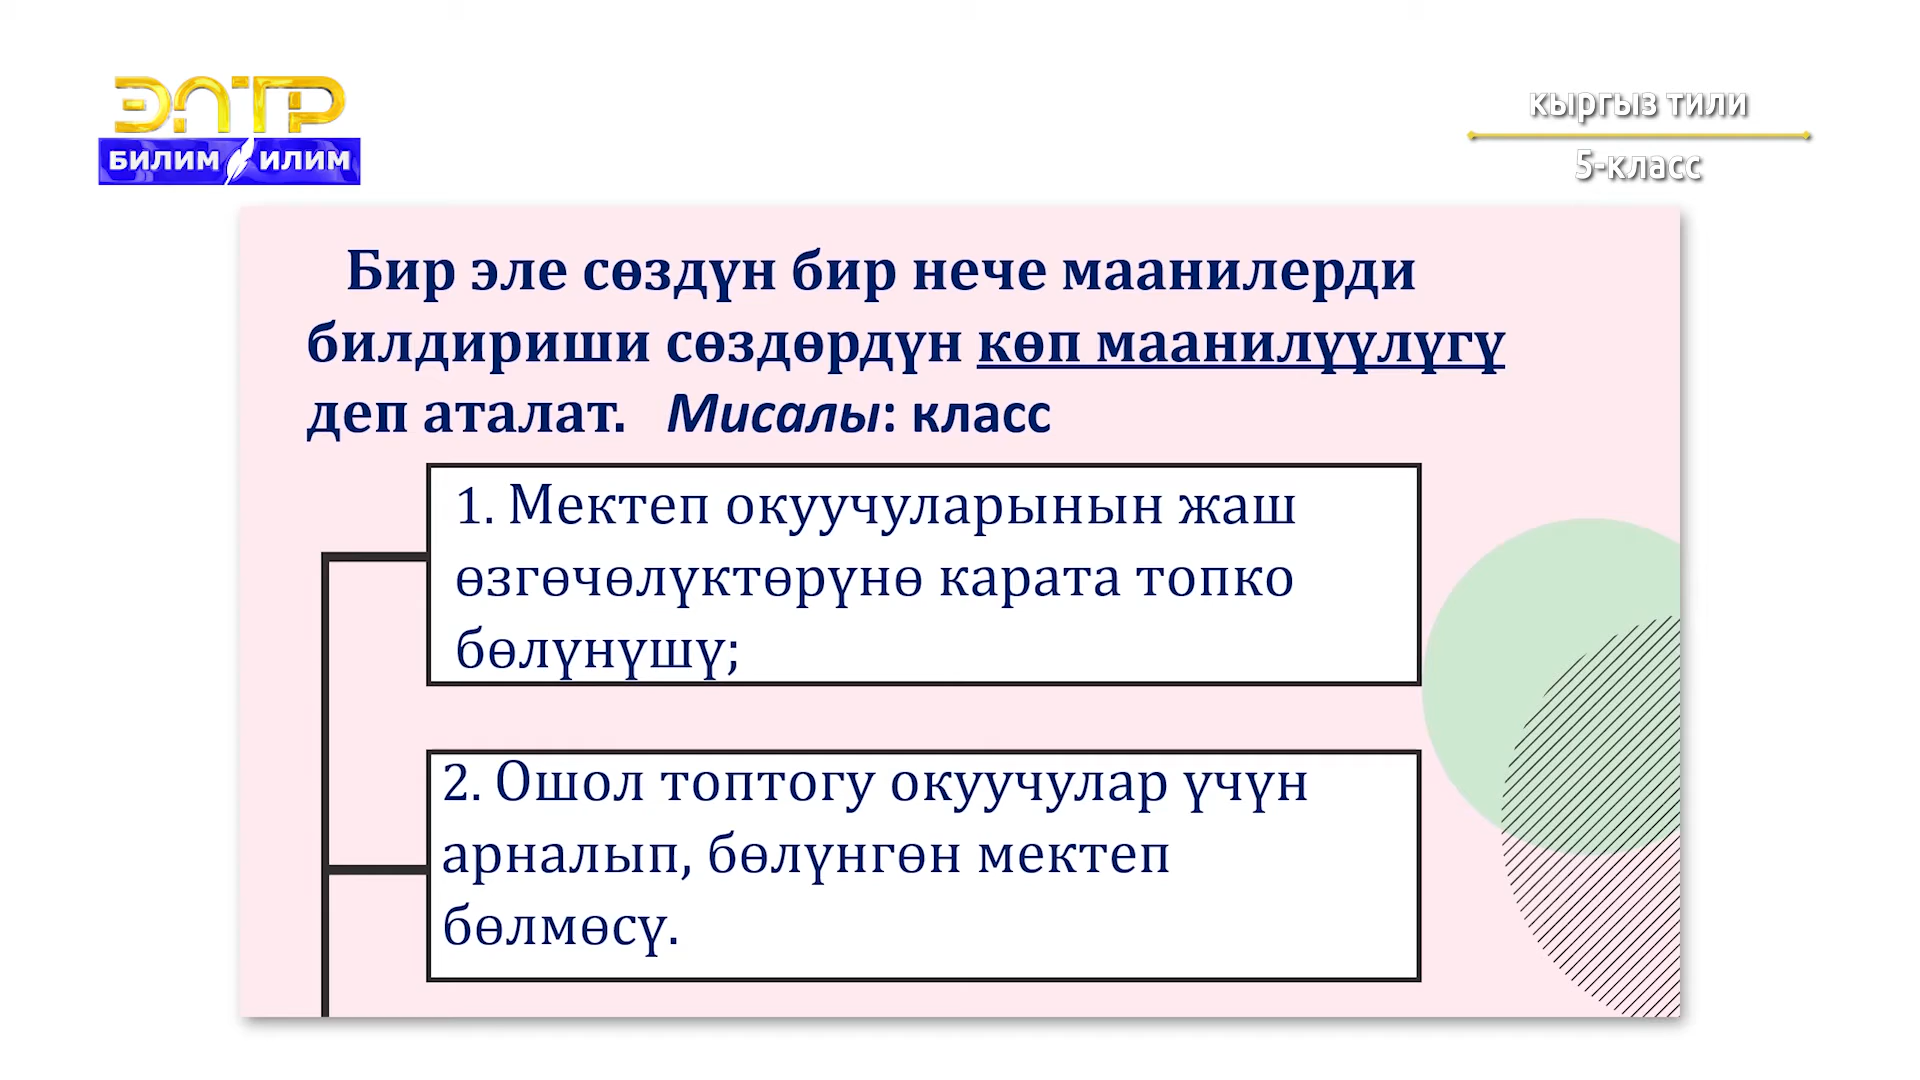 ЭЛТР
БИЛИМ ИЛИМ
кыргыз тили
5-класс
Бир эле сөздүн бир нече маанилерди
билдириши сөздөрдүн көп маанилүүлүгү
деп аталат. Мисалы: класс
1. Мектеп окуучуларынын жаш
өзгөчөлүктөрүнө карата топко
бөлүнүшү;
2. Ошол топтогу окуучулар үчүн
арналып, бөлүнгөн мектеп
бөлмөсү.